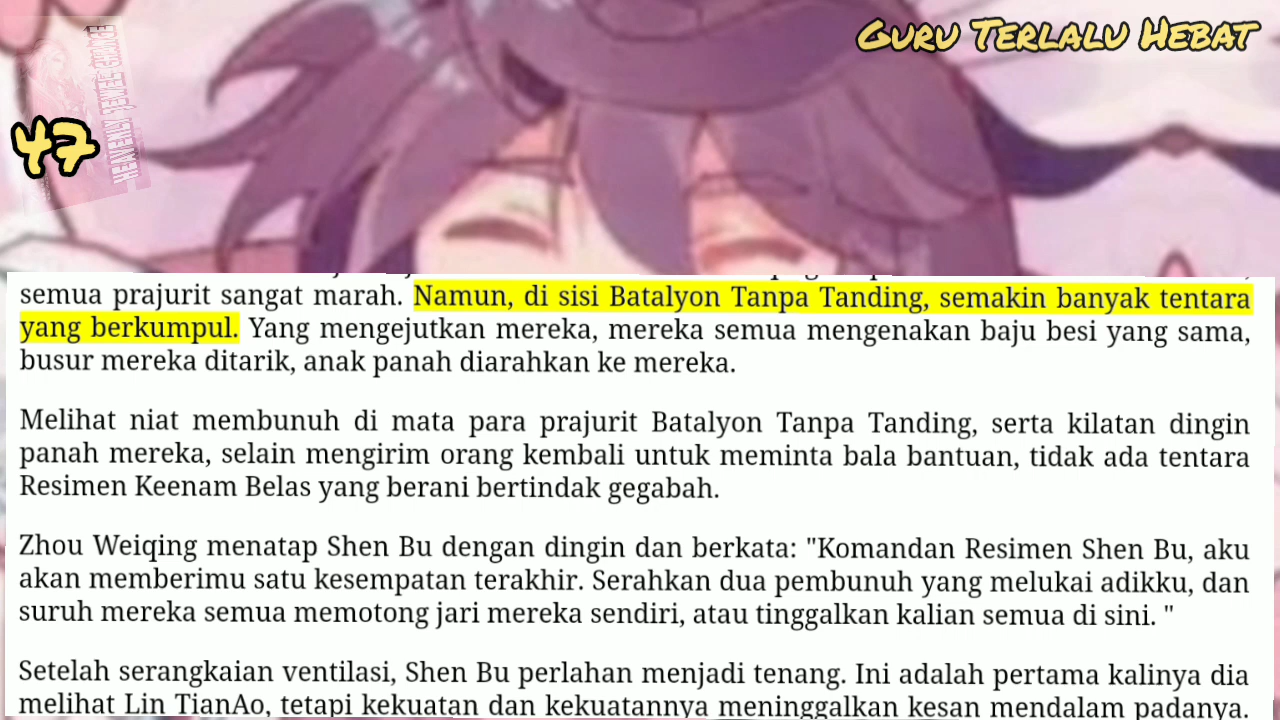 Guru Terlalu Hebat
47
HEAVENLY JEWEL CHANGE
semua prajurit sangat marah. Namun, di sisi Batalyon Tanpa Tanding, semakin banyak tentara
yang berkumpul. Yang mengejutkan mereka, mereka semua mengenakan baju besi yang sama,
busur mereka ditarik, anak panah diarahkan ke mereka.
Melihat niat membunuh di mata para prajurit Batalyon Tanpa Tanding, serta kilatan dingin
panah mereka, selain mengirim orang kembali untuk meminta bala bantuan, tidak ada tentara
Resimen Keenam Belas yang berani bertindak gegabah.
Zhou Weiqing menatap Shen Bu dengan dingin dan berkata: "Komandan Resimen Shen Bu, aku
akan memberimu satu kesempatan terakhir. Serahkan dua pembunuh yang melukai adikku, dan
suruh mereka semua memotong jari mereka sendiri, atau tinggalkan kalian semua di sini. "
Setelah serangkaian ventilasi, Shen Bu perlahan menjadi tenang. Ini adalah pertama kalinya dia
melihat Lin TianAo, tetapi kekuatan dan kekuatannya meninggalkan kesan mendalam padanya.